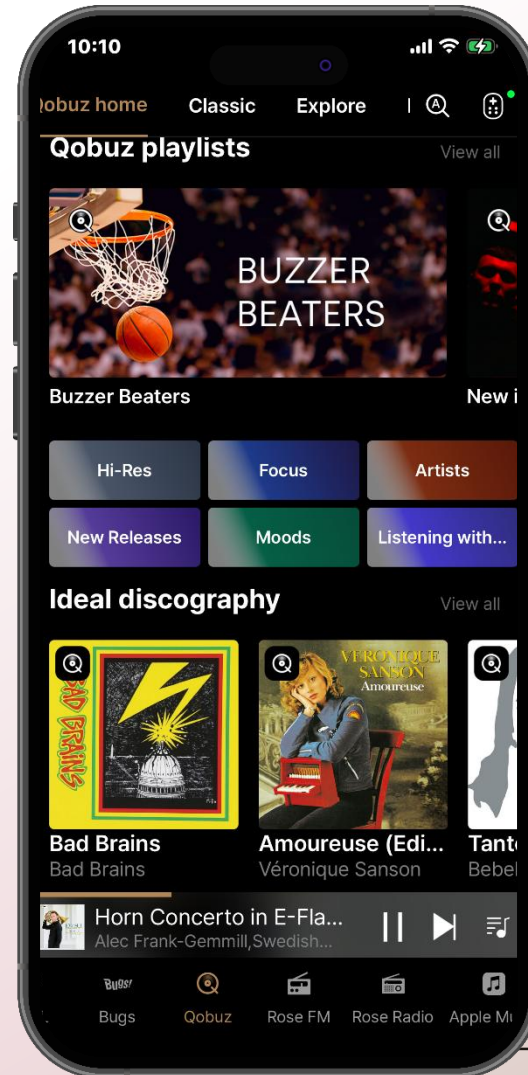 10:10
Qobuz home Classic Explore
Qobuz playlists View all
BUZZER
BEATERS
Buzzer Beaters New i
Hi-Res Focus Artists
New Releases Moods Listening with...
Ideal discography View all
BAD BRAINS
VERONIQUE
SANSON
Amoureuse
Bad Brains Amoureuse (Edi... Tanto
Bad Brains Véronique Sanson Bebel
Horn Concerto in E-Fla...
Alec Frank-Gemmill,Swedish...
Bugs!
Bugs Qobuz Rose FM Rose Radio Apple Mu